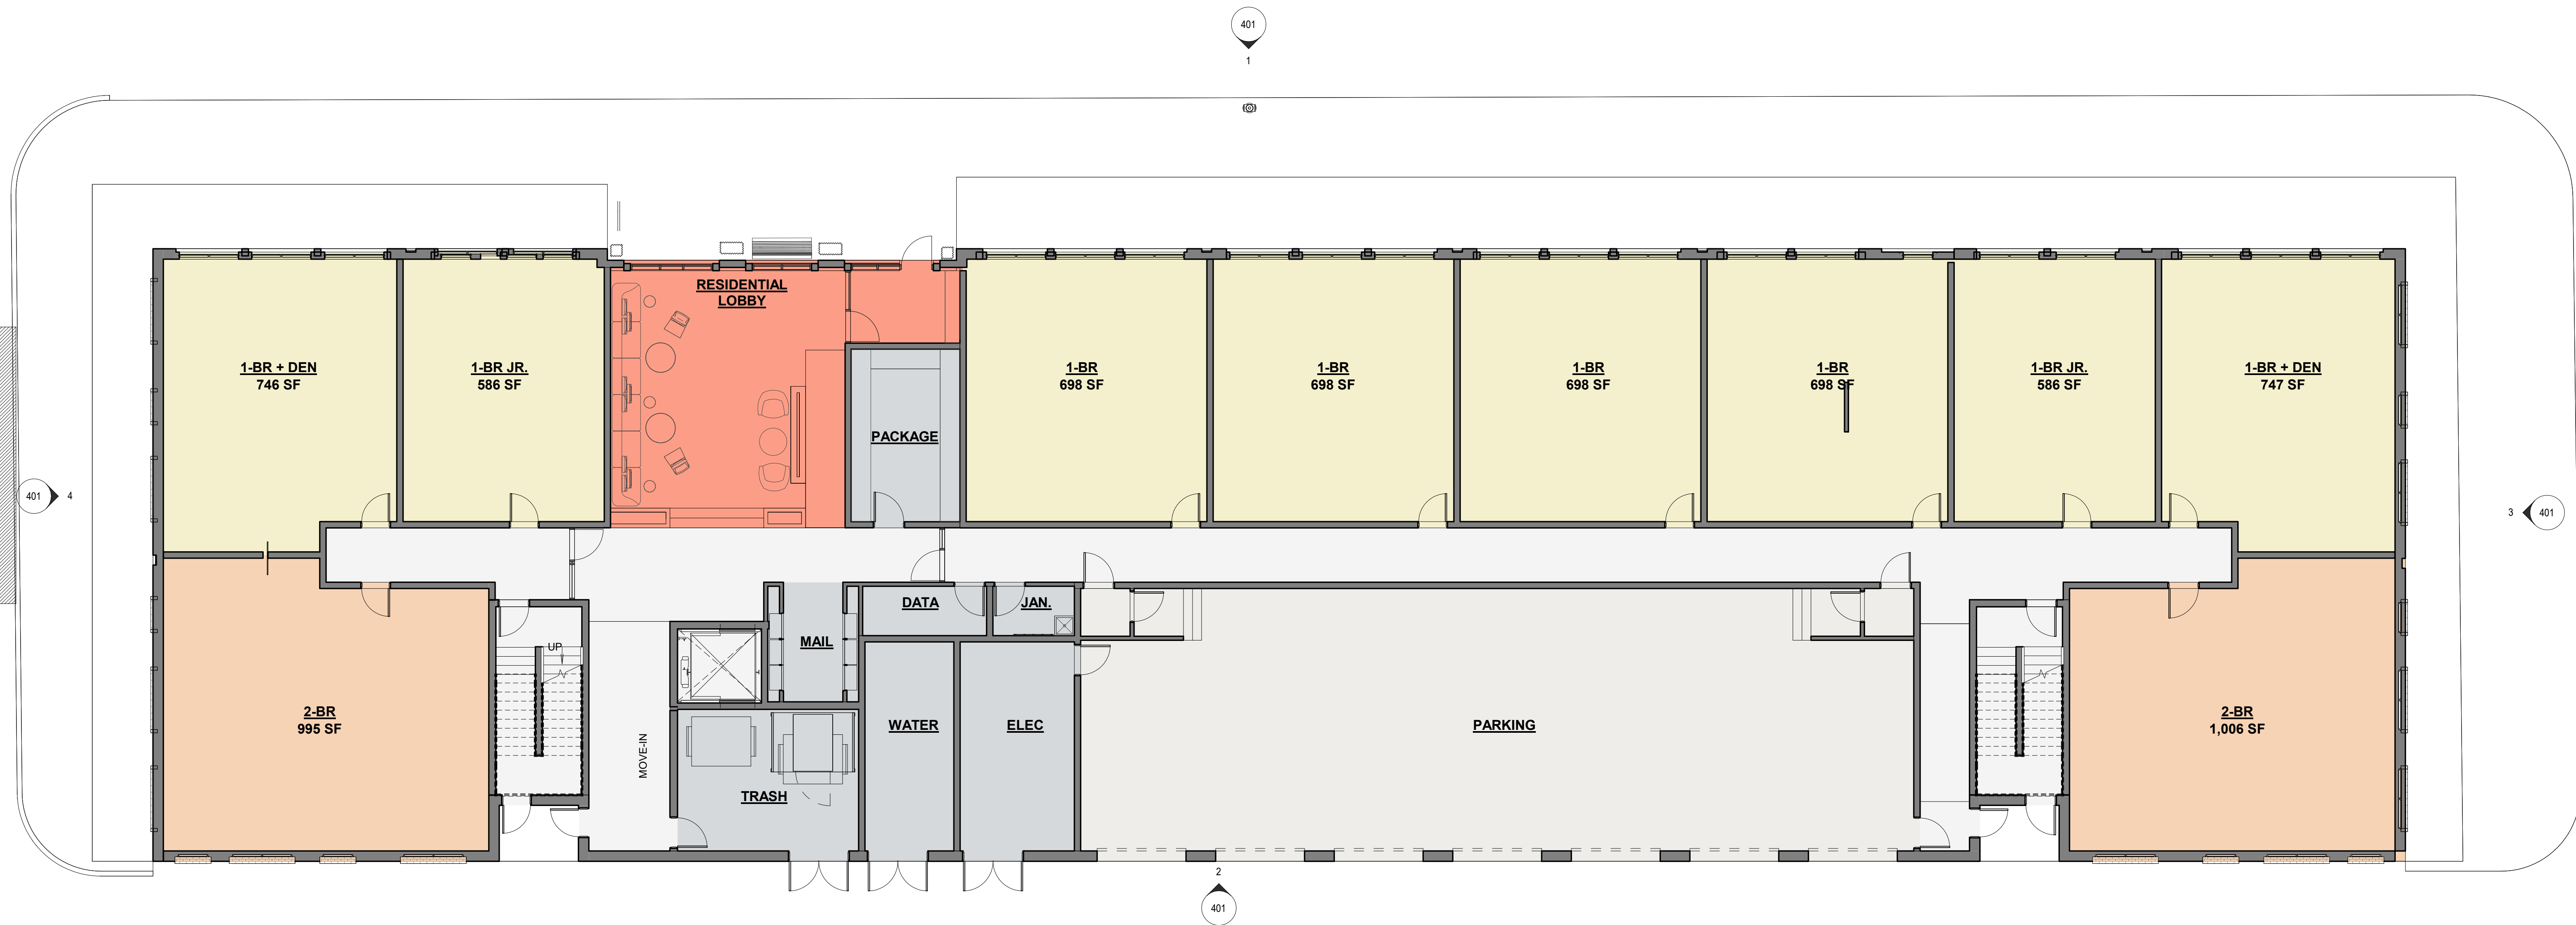 401
1
RESIDENTIAL
LOBBY
1-BR + DEN
746 SF
1-BR JR.
586 SF
1-BR
698 SF
1-BR
698 SF
1-BR
698 SF
1-BR
698 SF
1-BR JR.
586 SF
1-BR + DEN
747 SF
PACKAGE
401
4
3
401
DATA
JAN.
MAIL
UP
2-BR
995 SF
MOVE-IN
TRASH
WATER
ELEC
PARKING
2-BR
1,006 SF
2
401